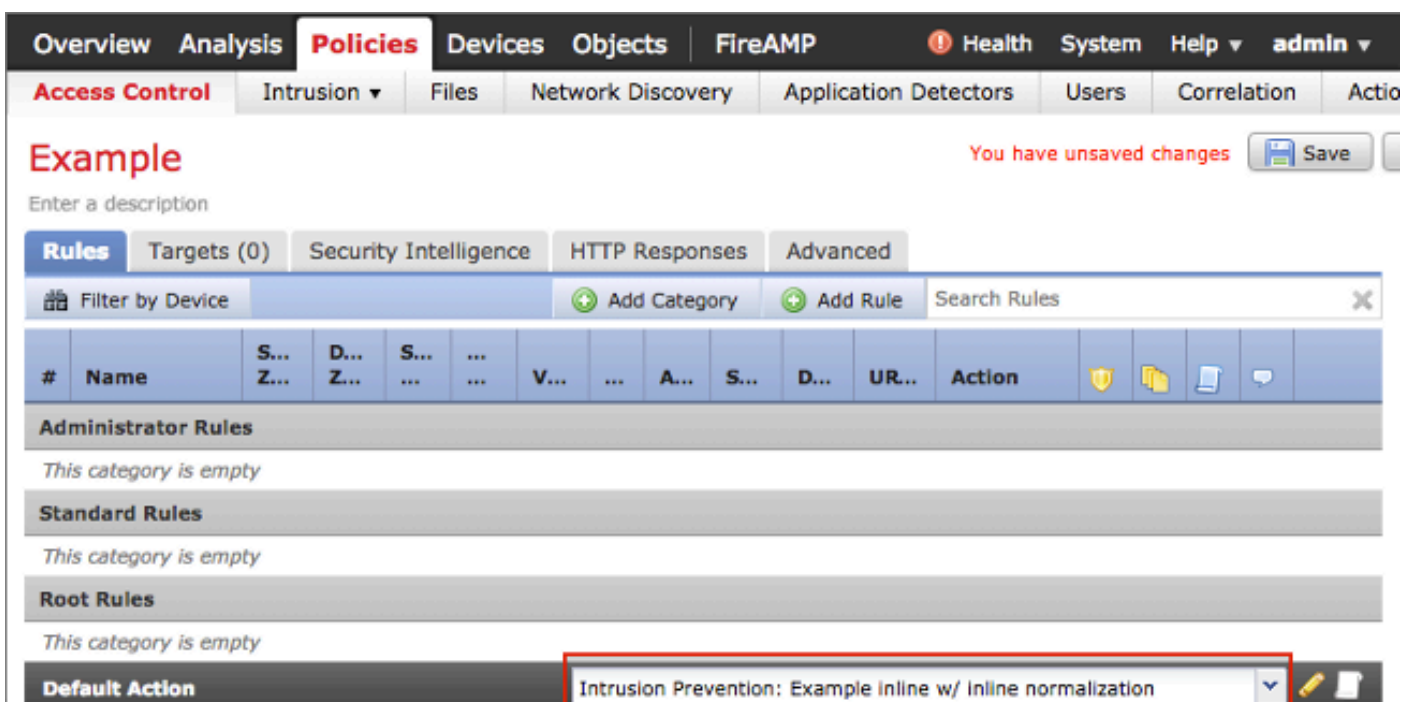 Overview Analysis Policies Devices Objects FireAMP Health System Help admin
Access Control Intrusion Files Network Discovery Application Detectors Users Correlation Actio
Example You have unsaved changes Save
Enter a description
Rules Targets (0) Security Intelligence HTTP Responses Advanced
Filter by Device Add Category Add Rule Search Rules
# Name S... Z... D... Z... S... ... ... ... V... ... A... S... D... UR... Action
Administrator Rules
This category is empty
Standard Rules
This category is empty
Root Rules
This category is empty
Default Action Intrusion Prevention: Example inline w/ inline normalization